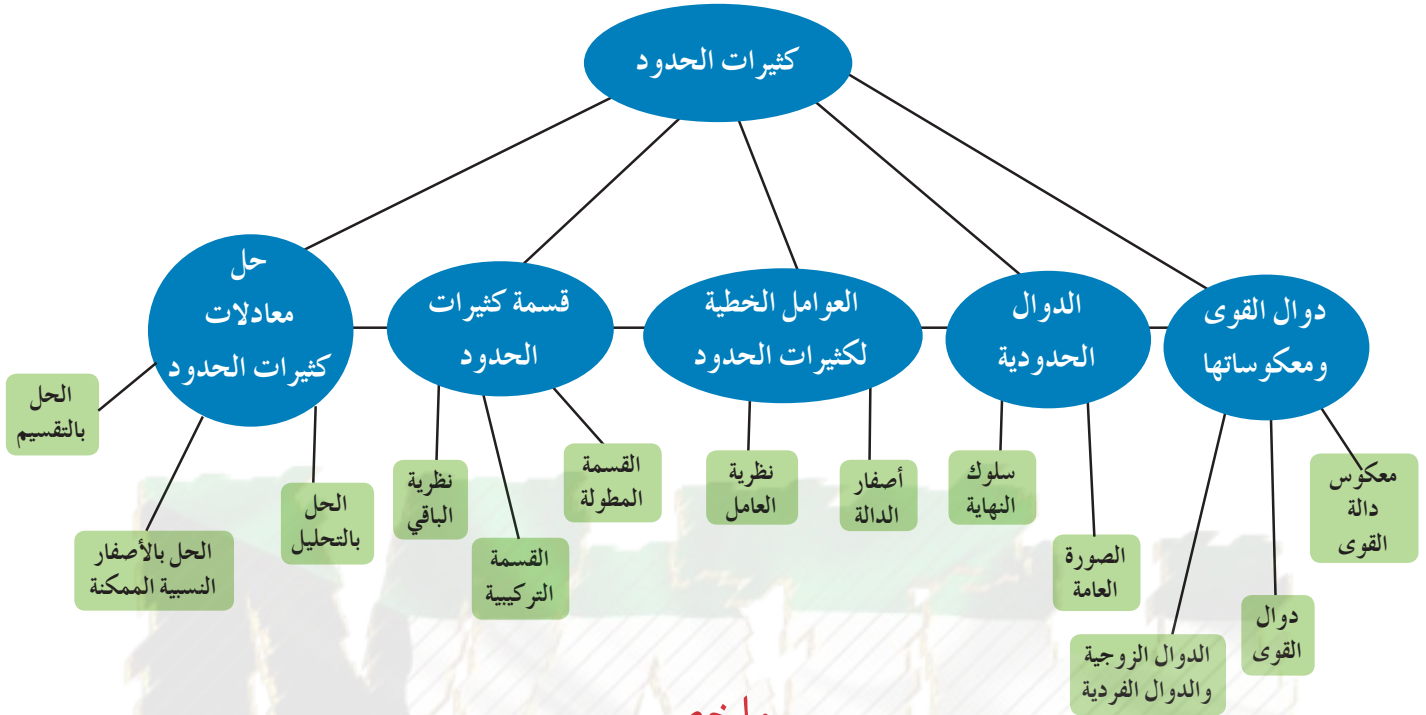 كثيرات الحدود
دوال القوى
ومعكوساتها
الدوال
الحدودية
العوامل الخطية
لكثيرات الحدود
قسمة كثيرات
الحدود
حل
معادلات
كثيرات الحدود
معكوس
دالة
القوى
دوال
القوى
الدوال الزوجية
والدوال الفردية
الصورة
العامة
سلوك
النهاية
أصفار
الدالة
نظرية
العامل
القسمة
المطولة
القسمة
التركيبية
نظرية
الباقي
الحل
بالتحليل
الحل بالأصفار
النسبية الممكنة
الحل
بالتقسيم